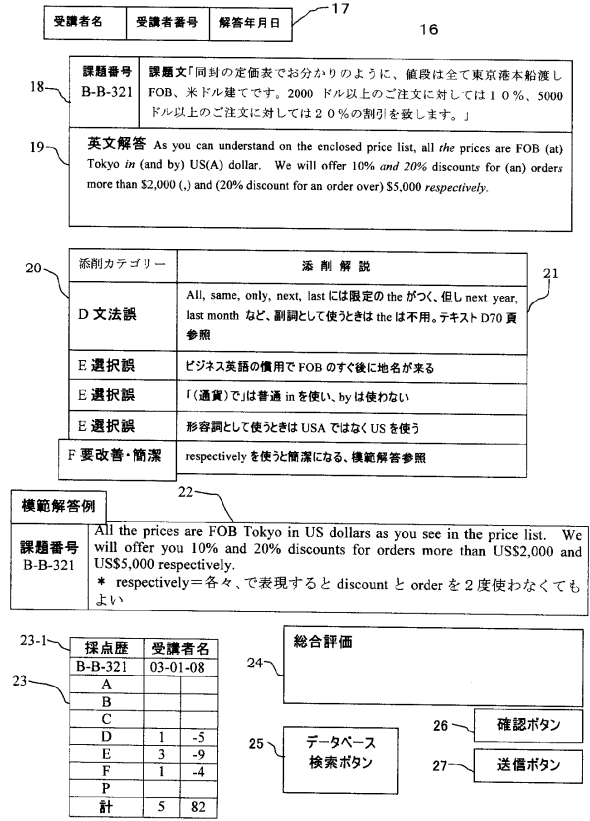 受講者名 受講者番号 解答年月日 17
16
18 課題番号 課題文「同封の定価表でお分かりのように、値段は全て東京港本船渡し
B-B-321 FOB、米ドル建てです。2000 ドル以上のご注文に対しては10%、5000
ドル以上のご注文に対しては20%の割引を致します。」
19 英文解答 As you can understand on the enclosed price list, all the prices are FOB (at)
Tokyo in (and by) US(A) dollar. We will offer 10% and 20% discounts for (an) orders
more than $2,000 (,) and (20% discount for an order over) $5,000 respectively.
20 添削カテゴリー 添削解説 21
D 文法誤 All, same, only, next, last には限定の the がつく、但し next year,
last month など、副詞として使うときは the は不用。テキスト D70 頁
参照
E 選択誤 ビジネス英語の慣用で FOB のすぐ後に地名が来る
E 選択誤 「（通貨）で」は普通 in を使い、by は使わない
E 選択誤 形容詞として使うときは USA ではなく US を使う
F 要改善・簡潔 respectively を使うと簡潔になる、模範解答参照
22
模範解答例
課題番号 All the prices are FOB Tokyo in US dollars as you see in the price list. We
B-B-321 will offer you 10% and 20% discounts for orders more than US$2,000 and
US$5,000 respectively.
* respectively＝各々、で表現すると discount と order を2度使わなくても
よい
23-1 採点歴 受講者名
B-B-321 03-01-08
23 A
B
C
D 1 -5
E 3 -9
F 1 -4
P
計 5 82
24 総合評価
25 データベース
検索ボタン
26 確認ボタン
27 送信ボタン